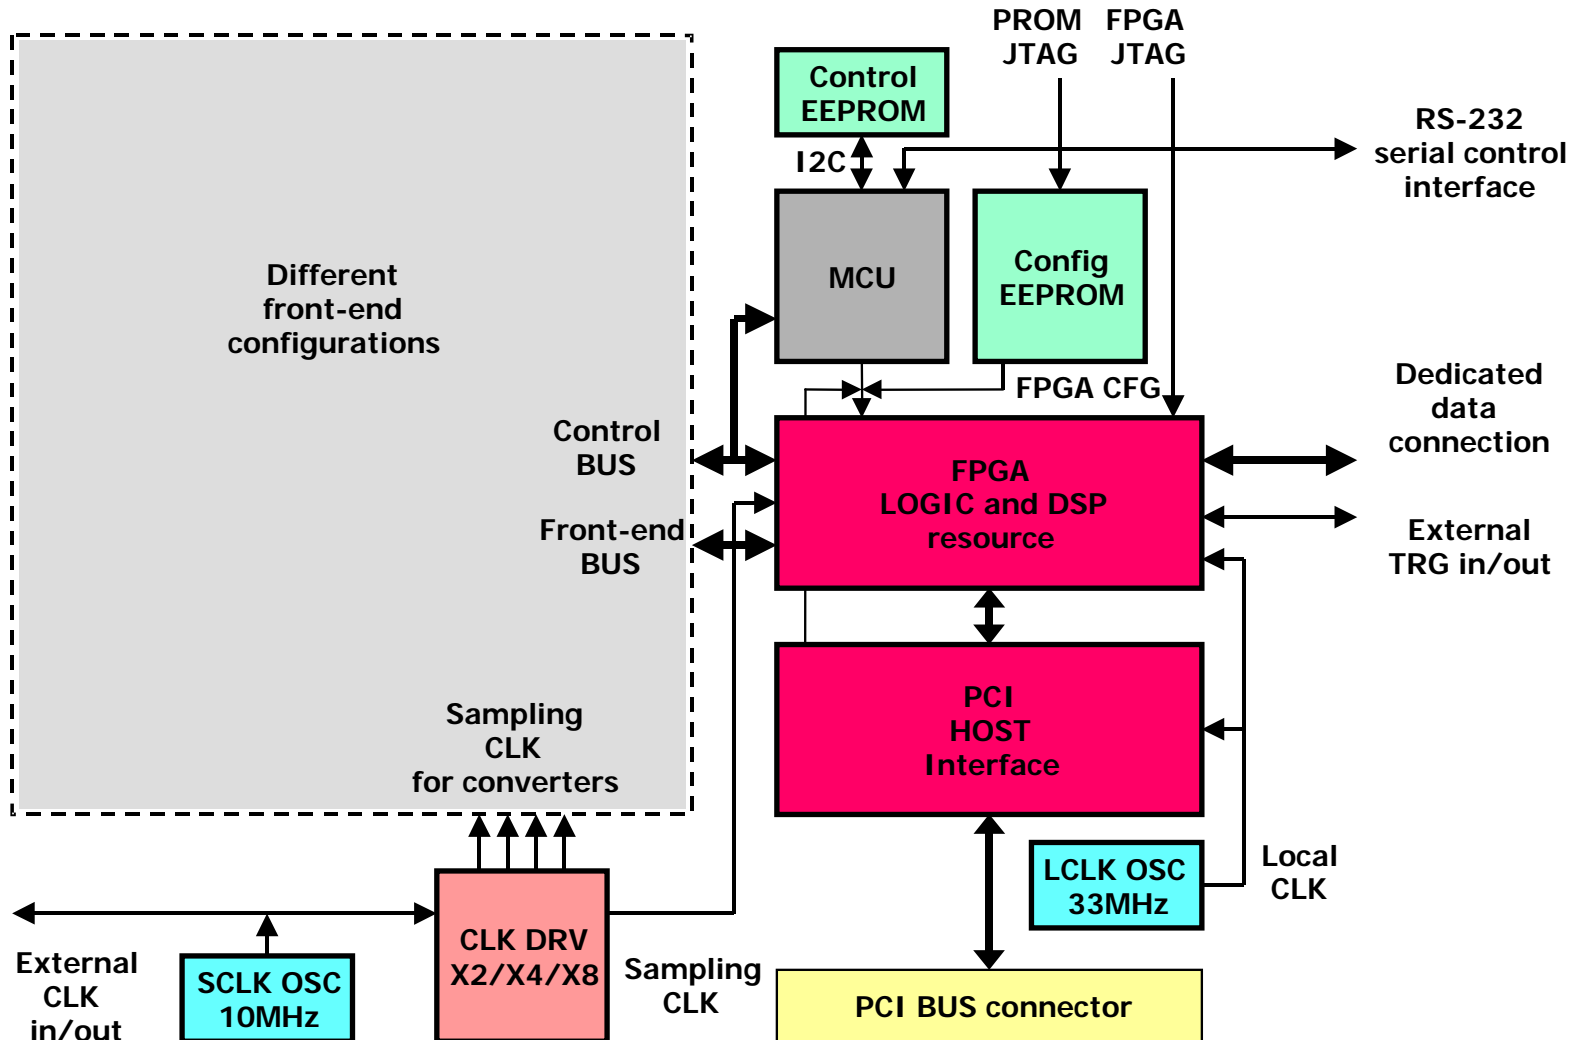 PROM
JTAG
FPGA
JTAG
Control
EEPROM
I2C
RS-232
serial control
interface
MCU
Config
EEPROM
Different
front-end
configurations
FPGA CFG
Dedicated
data
connection
Control
BUS
FPGA
LOGIC and DSP
resource
Front-end
BUS
External
TRG in/out
Sampling
CLK
for converters
PCI
HOST
Interface
LCLK OSC
33MHz
Local
CLK
External
CLK
in/out
SCLK OSC
10MHz
CLK DRV
X2/X4/X8
Sampling
CLK
PCI BUS connector